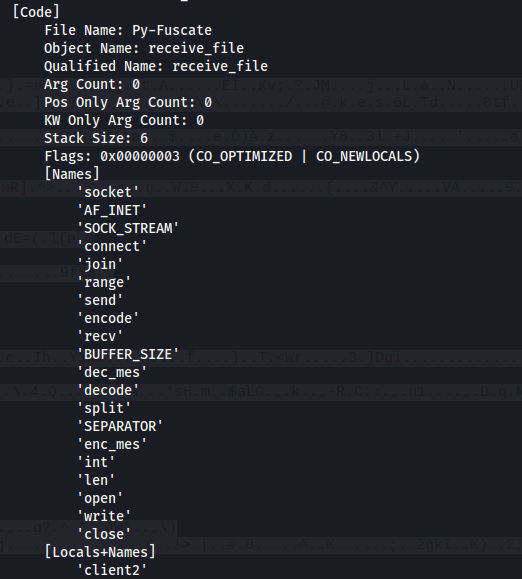 [Code]
File Name: Py-Fuscate
Object Name: receive_file
Qualified Name: receive_file
Arg Count: 0
Pos Only Arg Count: 0
KW Only Arg Count: 0
Stack Size: 6
Flags: 0x00000003 (CO_OPTIMIZED | CO_NEWLOCALS)
[Names]
'socket'
'AF_INET'
'SOCK_STREAM'
'connect'
'join'
'range'
'send'
'encode'
'recv'
'BUFFER_SIZE'
'dec_mes'
'decode'
'split'
'SEPARATOR'
'enc_mes'
'int'
'len'
'open'
'write'
'close'
[Locals+Names]
'client2'